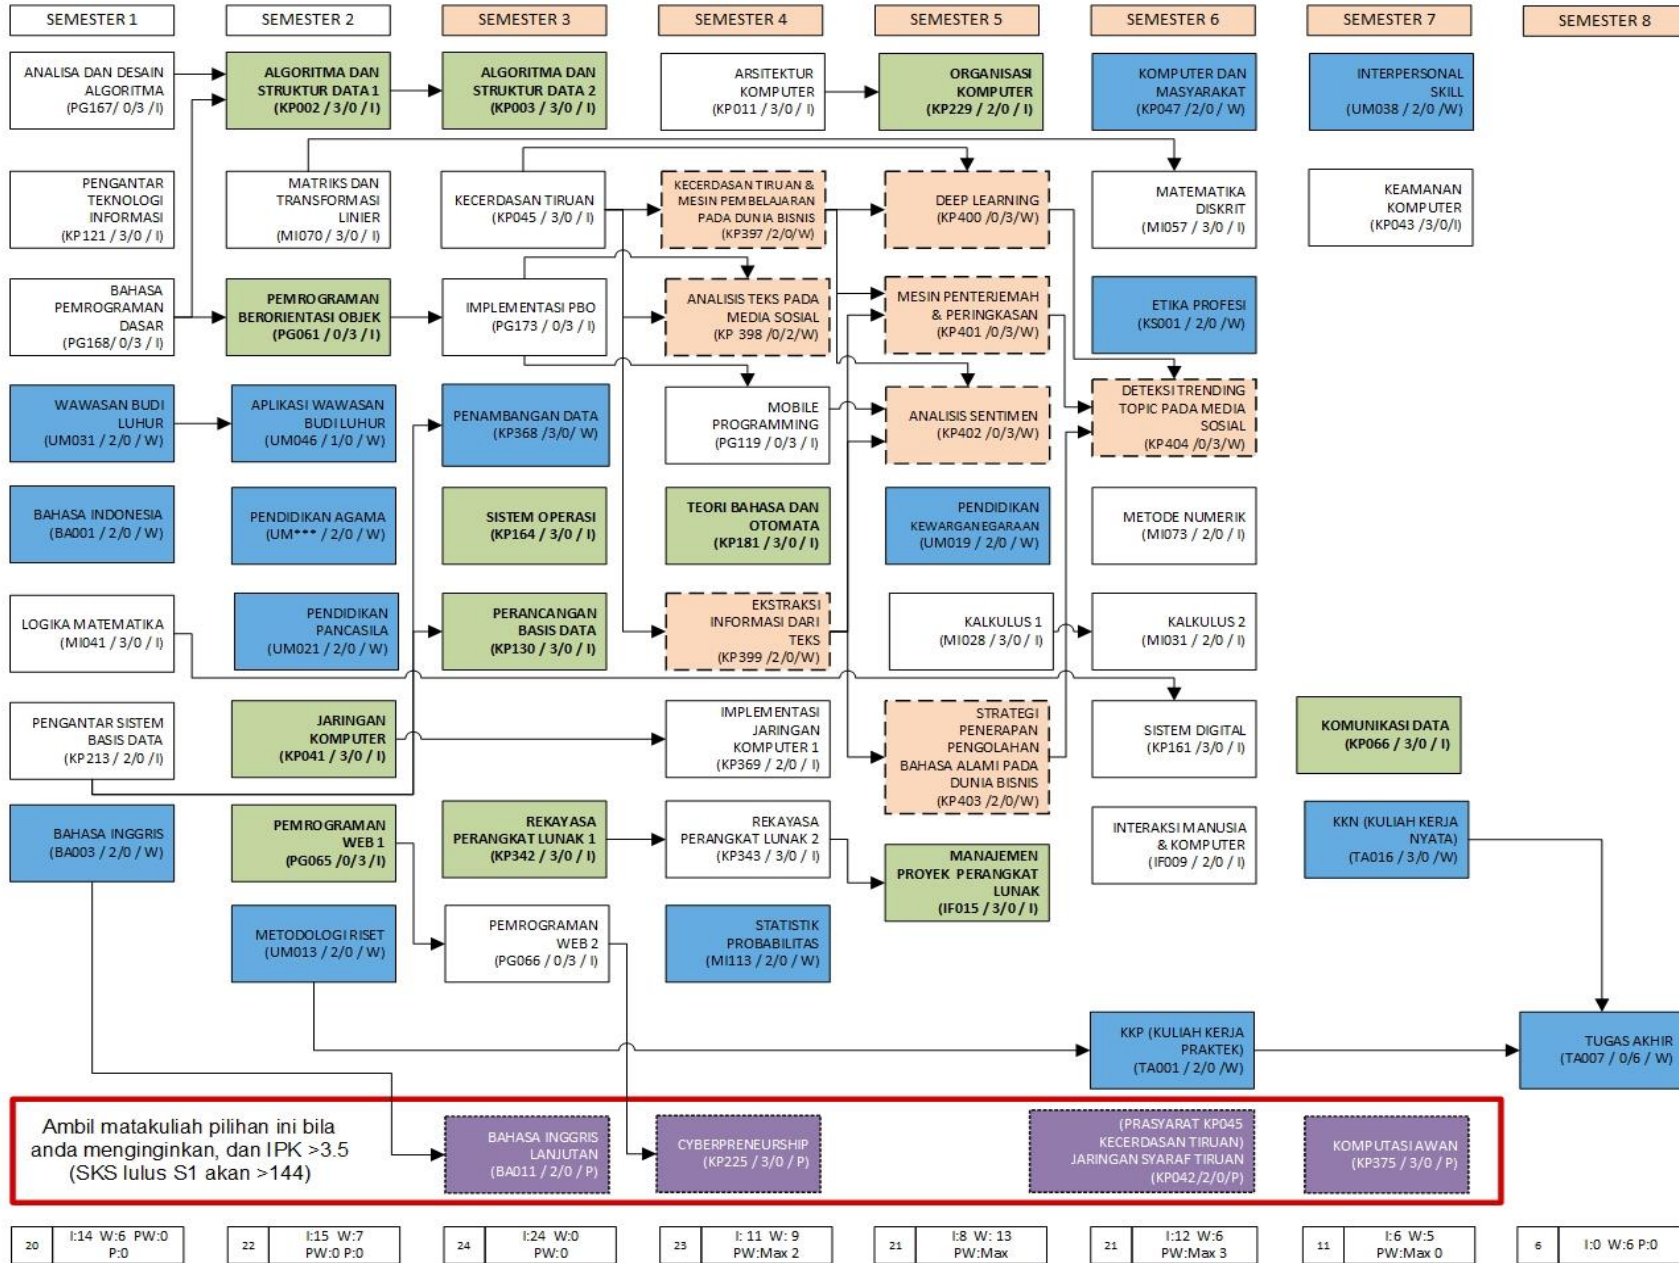 SEMESTER 1
SEMESTER 2
SEMESTER 3
SEMESTER 4
SEMESTER 5
SEMESTER 6
SEMESTER 7
SEMESTER 8
ANALISA DAN DESAIN
ALGORITMA
(PG167/ 0/3 /I)
ALGORITMA DAN
STRUKTUR DATA 1
(KP002 / 3/0 / I)
ALGORITMA DAN
STRUKTUR DATA 2
(KP003 / 3/0 / I)
ARSITEKTUR
KOMPUTER
(KP011 / 3/0 / I)
ORGANISASI
KOMPUTER
(KP229 / 2/0 / I)
KOMPUTER DAN
MASYARAKAT
(KP047 /2/0 / W)
INTERPERSONAL
SKILL
(UM038 / 2/0 /W)
PENGANTAR
TEKNOLOGI
INFORMASI
(KP121 / 3/0 / I)
MATRIKS DAN
TRANSFORMASI
LINIER
(MI070 / 3/0 / I)
KECERDASAN TIRUAN
(KP045 / 3/0 / I)
KECERDASAN TIRUAN &
MESIN PEMBELAJARAN
PADA DUNIA BISNIS
(KP397 /2/0/W)
DEEP LEARNING
(KP400 /0/3/W)
MATEMATIKA
DISKRIT
(MI057 / 3/0 / I)
KEAMANAN
KOMPUTER
(KP043 /3/0/I)
BAHASA
PEMROGRAMAN
DASAR
(PG168/ 0/3 / I)
PEMROGRAMAN
BERORIENTASI OBJEK
(PG061 / 0/3 / I)
IMPLEMENTASI PBO
(PG173 / 0/3 / I)
ANALISIS TEKS PADA
MEDIA SOSIAL
(KP 398 /0/2/W)
MESIN PENTERJEMAH
& PERINGKASAN
(KP401 /0/3/W)
ETIKA PROFESI
(KS001 / 2/0 /W)
WAWASAN BUDI
LUHUR
(UM031 / 2/0 / W)
APLIKASI WAWASAN
BUDI LUHUR
(UM046 / 1/0 / W)
PENAMBANGAN DATA
(KP368 /3/0/ W)
MOBILE
PROGRAMMING
(PG119 / 0/3 / I)
ANALISIS SENTIMEN
(KP402 /0/3/W)
DETEKSI TRENDING
TOPIC PADA MEDIA
SOSIAL
(KP404 /0/3/W)
BAHASA INDONESIA
(BA001 / 2/0 / W)
PENDIDIKAN AGAMA
(UM*** / 2/0 / W)
SISTEM OPERASI
(KP164 / 3/0 / I)
TEORI BAHASA DAN
OTOMATA
(KP181 / 3/0 / I)
PENDIDIKAN
KEWARGANEGARAAN
(UM019 / 2/0 / W)
METODE NUMERIK
(MI073 / 2/0 / I)
LOGIKA MATEMATIKA
(MI041 / 3/0 / I)
PENDIDIKAN
PANCASILA
(UM021 / 2/0 / W)
PERANCANGAN
BASIS DATA
(KP130 / 3/0 / I)
EKSTRAKSI
INFORMASI DARI
TEKS
(KP399 /2/0/W)
KALKULUS 1
(MI028 / 3/0 / I)
KALKULUS 2
(MI031 / 2/0 / I)
PENGANTAR SISTEM
BASIS DATA
(KP213 / 2/0 /I)
JARINGAN
KOMPUTER
(KP041 / 3/0 / I)
IMPLEMENTASI
JARINGAN
KOMPUTER 1
(KP369 / 2/0 / I)
STRATEGI
PENERAPAN
PENGOLAHAN
BAHASA ALAMI PADA
DUNIA BISNIS
(KP403 /2/0/W)
SISTEM DIGITAL
(KP161 /3/0 / I)
KOMUNIKASI DATA
(KP066 / 3/0 / I)
BAHASA INGGRIS
(BA003 / 2/0 / W)
PEMROGRAMAN
WEB 1
(PG065 /0/3 / I)
REKAYASA
PERANGKAT LUNAK 1
(KP342 / 3/0 / I)
REKAYASA
PERANGKAT LUNAK 2
(KP343 / 3/0 / I)
MANAJEMEN
PROYEK PERANGKAT
LUNAK
(IF015 / 3/0 / I)
INTERAKSI MANUSIA
& KOMPUTER
(IF009 / 2/0 / I)
KKN (KULIAH KERJA
NYATA)
(TA016 / 3/0 /W)
METODOLOGI RISET
(UM013 / 2/0 / W)
PEMROGRAMAN
WEB 2
(PG066 / 0/3 / I)
STATISTIK
PROBABILITAS
(MI113 / 2/0 / W)
KKP (KULIAH KERJA
PRAKTEK)
(TA001 / 2/0 /W)
TUGAS AKHIR
(TA007 / 0/6 / W)
Ambil matakuliah pilihan ini bila
anda menginginkan, dan IPK >3.5
(SKS lulus S1 akan >144)
BAHASA INGGRIS
LANJUTAN
(BA011 / 2/0 / P)
CYBERPRENEURSHIP
(KP225 / 3/0 / P)
(PRASYARAT KP045
KECERDASAN TIRUAN)
JARINGAN SYARAF TIRUAN
(KP042/2/0/P)
KOMPUTASI AWAN
(KP375 / 3/0 / P)
20
I:14 W:6 PW:0
P:0
22
I:15 W:7
PW:0 P:0
24
I:24 W:0
PW:0
23
I: 11 W: 9
PW:Max 2
21
I:8 W: 13
PW:Max
21
I:12 W:6
PW:Max 3
11
I:6 W:5
PW:Max 0
6
I:0 W:6 P:0